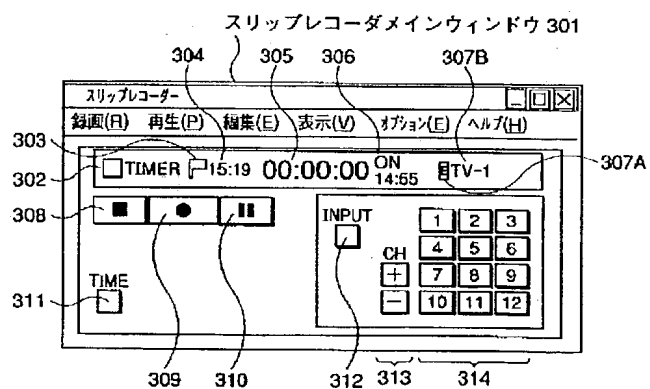 スリップレコーダメインウィンドウ 301
304 305 306 307B
スリップレコーダー
録画(R) 再生(P) 編集(E) 表示(V) オプション(E) ヘルプ(H)
303
302 TIMER 15:19 00:00:00 ON 14:55 TV-1 307A
308
INPUT 1 2 3
4 5 6
CH
+ 7 8 9
TIME
311 − 10 11 12
309 310 312 313 314